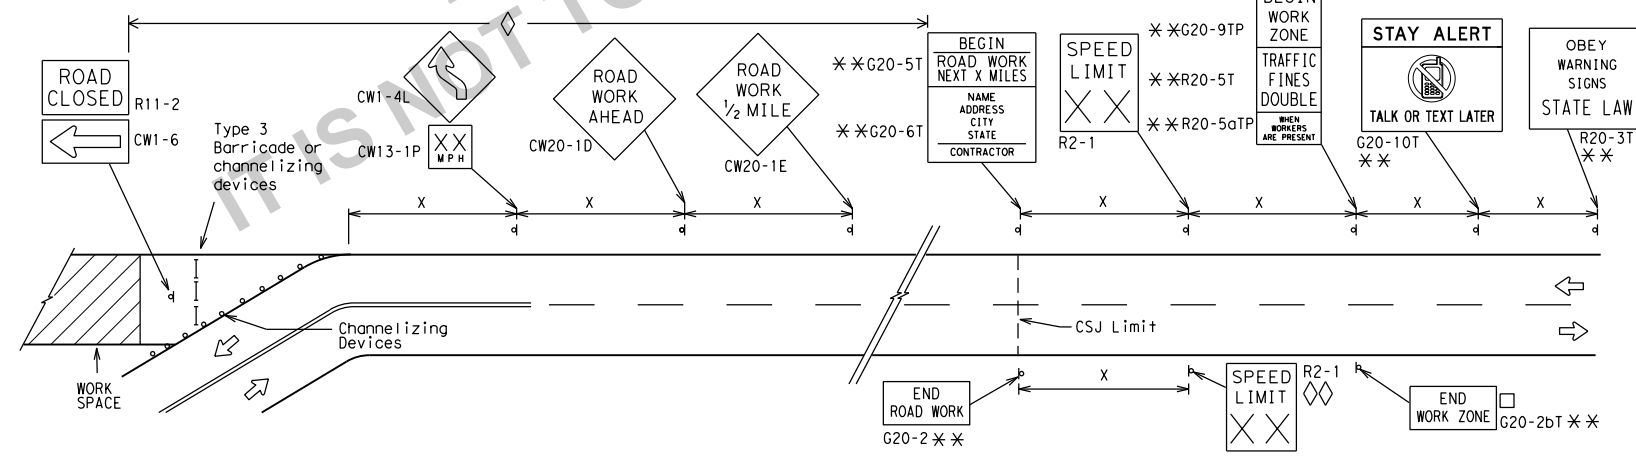 IT IS NOT TO
ROAD
CLOSED
R11-2
CW1-6
Type 3
Barricade or
channelizing
devices
CW1-4L
XX
MPH
CW13-1P
ROAD
WORK
AHEAD
CW20-1D
ROAD
WORK
1/2 MILE
CW20-1E
**G20-5T
**G20-6T
BEGIN
ROAD WORK
NEXT X MILES
NAME
ADDRESS
CITY
STATE
CONTRACTOR
SPEED
LIMIT
XX
R2-1
**G20-9TP
**R20-5T
**R20-5aTP
BEGIN
WORK
ZONE
TRAFFIC
FINES
DOUBLE
WHEN
WORKERS
ARE PRESENT
STAY ALERT
TALK OR TEXT LATER
G20-10T
**
OBEY
WARNING
SIGNS
STATE LAW
R20-3T
**
X
X
X
X
X
X
X
Channelizing
Devices
CSJ Limit
WORK
SPACE
END
ROAD WORK
G20-2**
X
SPEED
LIMIT
XX
R2-1
END
WORK ZONE
G20-2bT**